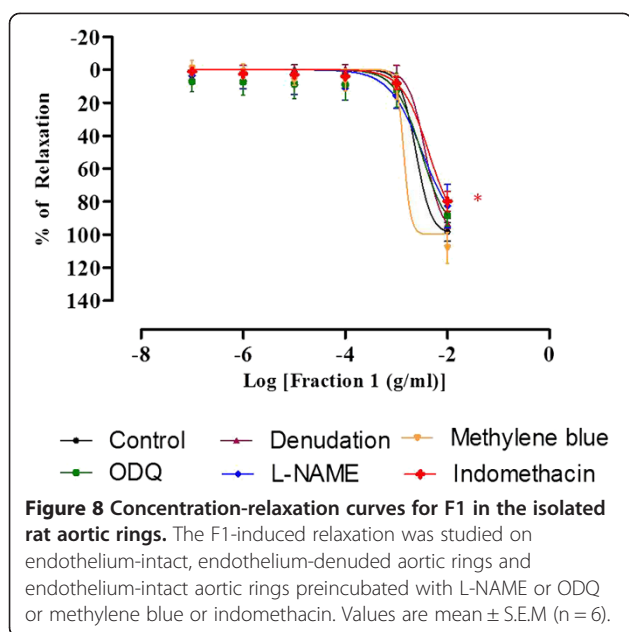 -20
0
20
40
60
80
100
120
140
% of Relaxation
*
-8 -6 -4 -2 0
Log [Fraction 1 (g/ml)]
Control Denudation Methylene blue
ODQ L-NAME Indomethacin
Figure 8 Concentration-relaxation curves for F1 in the isolated
rat aortic rings. The F1-induced relaxation was studied on
endothelium-intact, endothelium-denuded aortic rings and
endothelium-intact aortic rings preincubated with L-NAME or ODQ
or methylene blue or indomethacin. Values are mean ± S.E.M (n = 6).